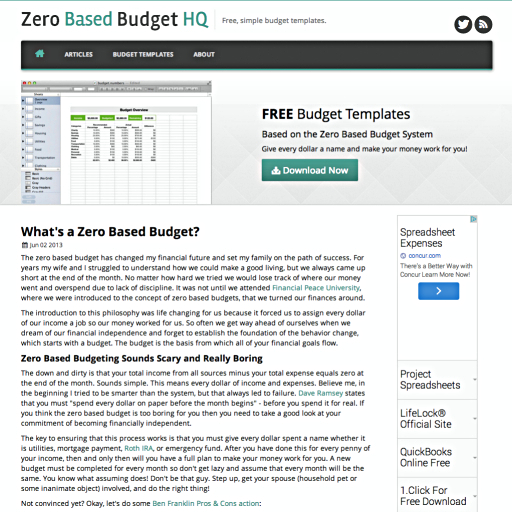 Zero Based Budget HQ
Free, simple budget templates.
ARTICLES
BUDGET TEMPLATES
ABOUT
Budget Overview
FREE Budget Templates
Based on the Zero Based Budget System
Give every dollar a name and make your money work for you!
Download Now
What's a Zero Based Budget?
Jun 02 2013
The zero based budget has changed my financial future and set my family on the path of success. For
years my wife and I struggled to understand how we could make a good living, but we always came up
short at the end of the month. No matter how hard we tried we would lose track of where our money
went and overspend due to lack of discipline. It was not until we attended Financial Peace University,
where we were introduced to the concept of zero based budgets, that we turned our finances around.
The introduction to this philosophy was life changing for us because it forced us to assign every dollar
of our income a job so our money worked for us. So often we get way ahead of ourselves when we
dream of our financial independence and forget to establish the foundation of the behavior change,
which starts with a budget. The budget is the basis from which all of your financial goals flow.
Zero Based Budgeting Sounds Scary and Really Boring
The down and dirty is that your total income from all sources minus your total expense equals zero at
the end of the month. Sounds simple. This means every dollar of income and expenses. Believe me, in
the beginning I tried to be smarter than the system, but that always led to failure. Dave Ramsey states
that you must "spend every dollar on paper before the month begins" - before you spend it for real. If
you think the zero based budget is too boring for you then you need to take a good look at your
commitment of becoming financially independent.
The key to ensuring that this process works is that you must give every dollar spent a name whether it
is utilities, mortgage payment, Roth IRA, or emergency fund. After you have done this for every penny of
your income, then and only then will you have a full plan to make your money work for you. A new
budget must be completed for every month so don't get lazy and assume that every month will be the
same. You know what assuming does! Don't be that guy. Step up, get your spouse (household pet or
some inanimate object) involved, and do the right thing!
Not convinced yet? Okay, let's do some Ben Franklin Pros & Cons action:
Spreadsheet
Expenses
concur.com
There's a Better Way with
Concur Learn More Now!
Project
Spreadsheets
LifeLock®
Official Site
QuickBooks
Online Free
1.Click For
Free Download